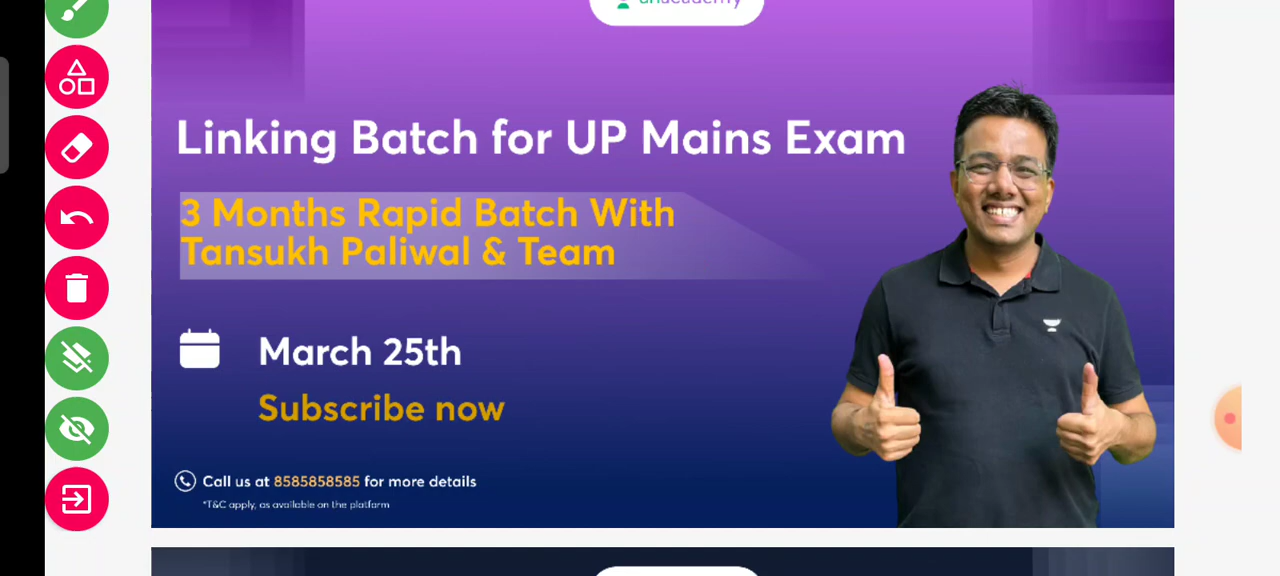 unacademy
Linking Batch for UP Mains Exam
3 Months Rapid Batch With
Tansukh Paliwal & Team
March 25th
Subscribe now
Call us at 8585858585 for more details
*T&C apply, as available on the platform